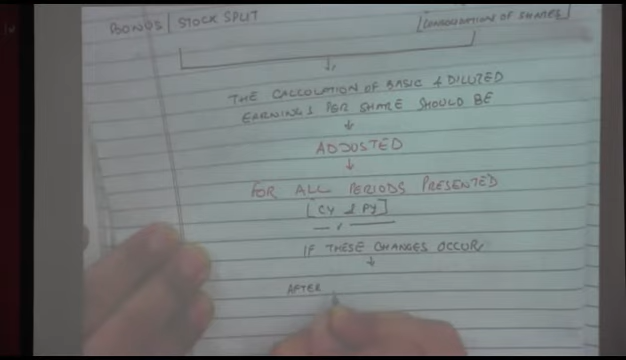 BONUS | STOCK SPLIT
[CONSOLIDATION OF SHARES]
THE CALCULATION OF BASIC & DILUTED
EARNINGS PER SHARE SHOULD BE
ADJUSTED
FOR ALL PERIODS PRESENTED
[CY & PY]
IF THESE CHANGES OCCUR
AFTER